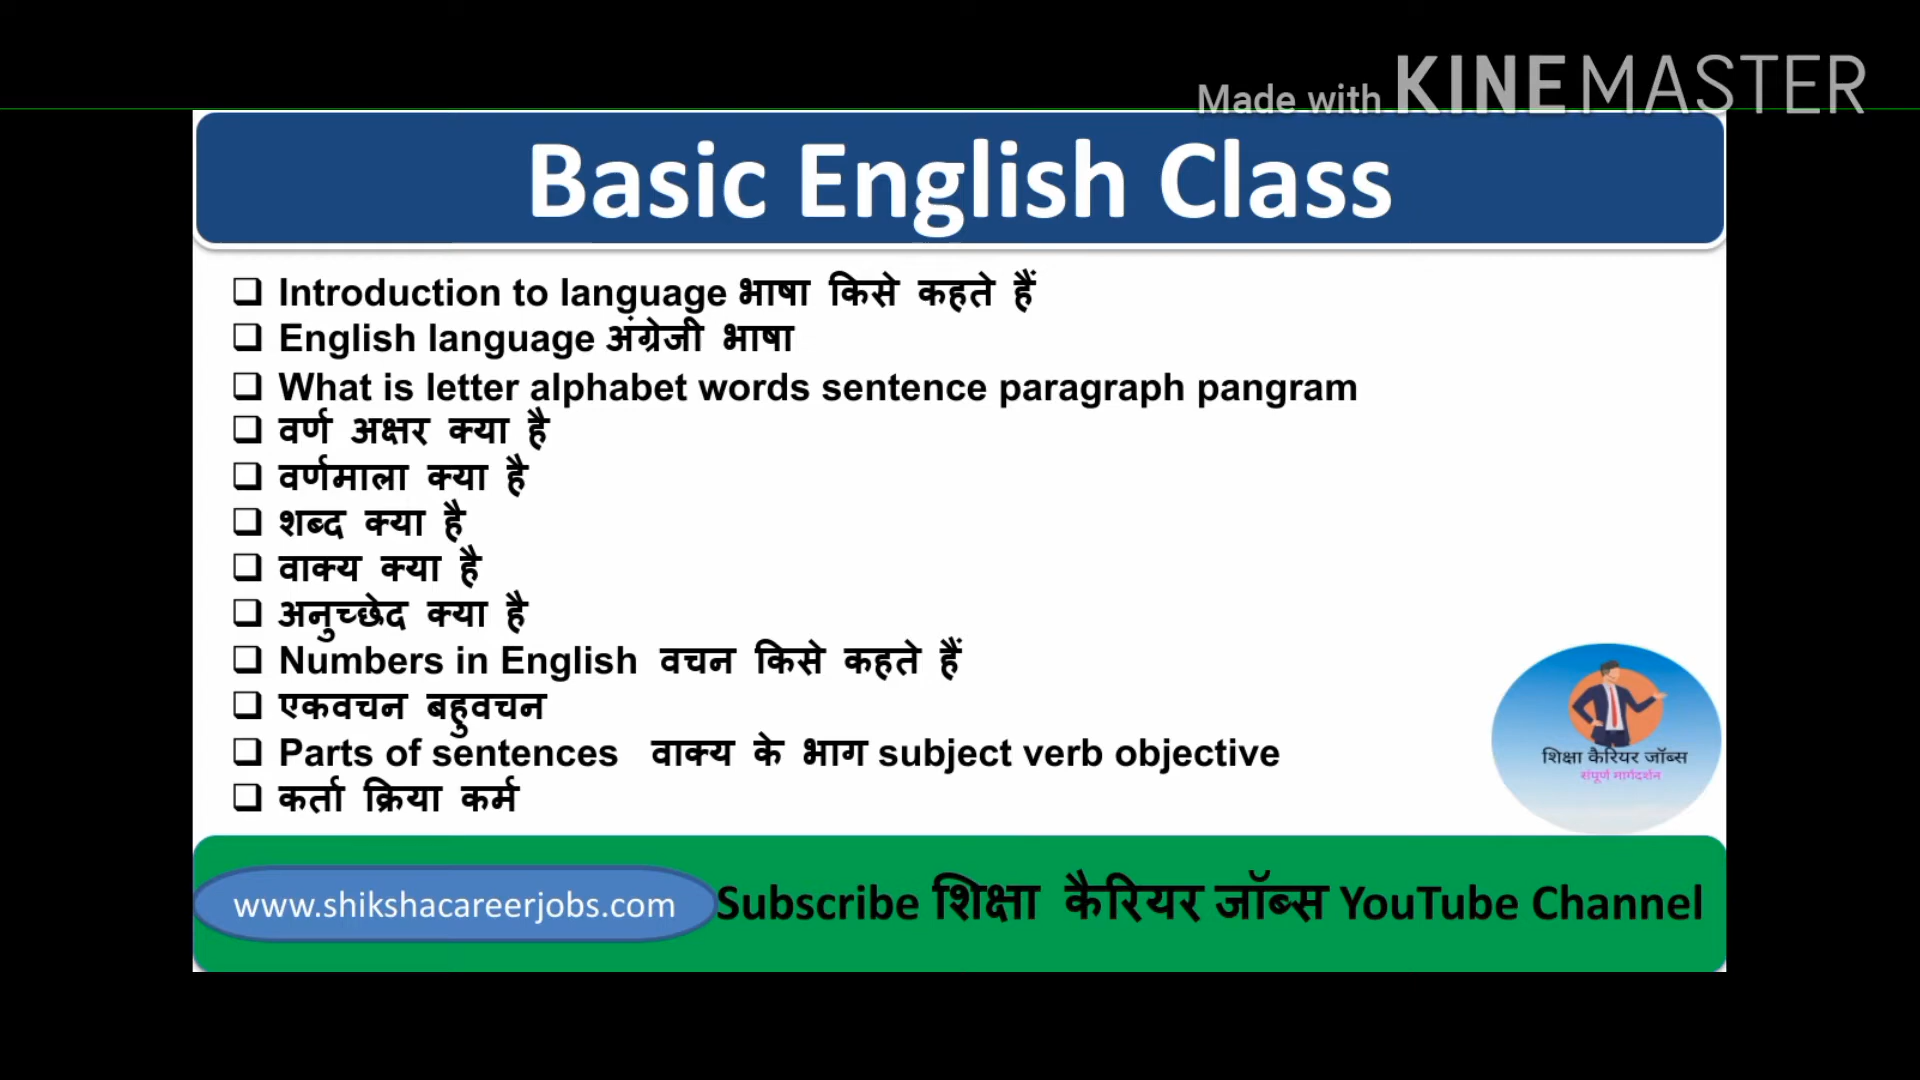 Made with KINEMASTER
Basic English Class
Introduction to language भाषा किसे कहते हैं
English language अंग्रेजी भाषा
What is letter alphabet words sentence paragraph pangram
वर्ण अक्षर क्या है
वर्णमाला क्या है
शब्द क्या है
वाक्य क्या है
अनुच्छेद क्या है
Numbers in English वचन किसे कहते हैं
एकवचन बहुवचन
Parts of sentences वाक्य के भाग subject verb objective
कर्ता क्रिया कर्म
शिक्षा कैरियर जॉब्स
संपूर्ण मार्गदर्शन
www.shikshacareerjobs.com Subscribe शिक्षा कैरियर जॉब्स YouTube Channel